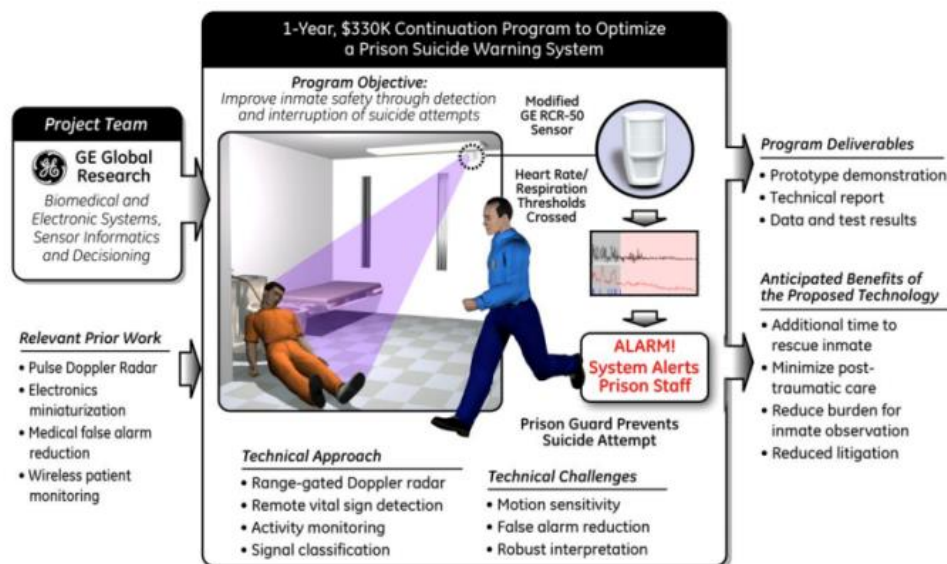 1-Year, $330K Continuation Program to Optimize
a Prison Suicide Warning System
Project Team
GE Global
Research
Biomedical and
Electronic Systems,
Sensor Informatics
and Decisioning
Relevant Prior Work
• Pulse Doppler Radar
• Electronics
miniaturization
• Medical false alarm
reduction
• Wireless patient
monitoring
Program Objective:
Improve inmate safety through detection
and interruption of suicide attempts
Modified
GE RCR-50
Sensor
Heart Rate/
Respiration
Thresholds
Crossed
ALARM!
System Alerts
Prison Staff
Prison Guard Prevents
Suicide Attempt
Technical Approach
• Range-gated Doppler radar
• Remote vital sign detection
• Activity monitoring
• Signal classification
Technical Challenges
• Motion sensitivity
• False alarm reduction
• Robust interpretation
Program Deliverables
• Prototype demonstration
• Technical report
• Data and test results
Anticipated Benefits of
the Proposed Technology
• Additional time to
rescue inmate
• Minimize post-
traumatic care
• Reduce burden for
inmate observation
• Reduced litigation